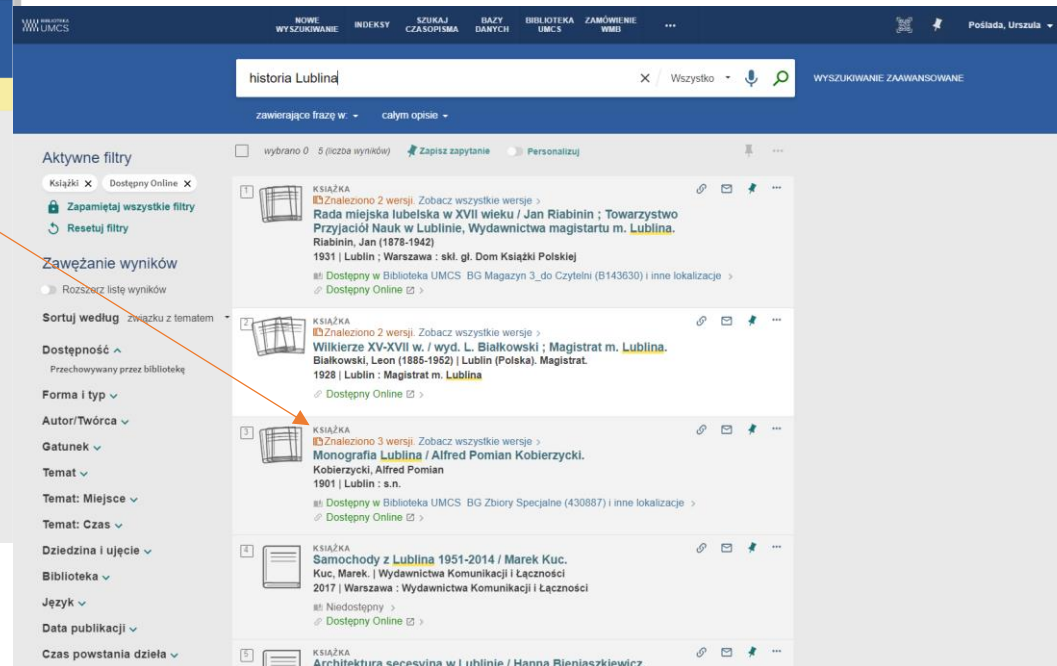 BIBLIOTEKA
UMCS
NOWE WYSZUKIWANIE
INDEKSY
SZUKAJ CZASOPISMA
BAZY DANYCH
BIBLIOTEKA UMCS
ZAMÓWIENIE WMB
...
Poślada, Urszula
historia Lublina
Wszystko
WYSZUKIWANIE ZAAWANSOWANE
zawierające frazę w:
całym opisie
Aktywne filtry
Książki X
Dostępny Online X
Zapamiętaj wszystkie filtry
Resetuj filtry
Zawężanie wyników
Rozszerz listę wyników
Sortuj według związku z tematem
Dostępność
Przechowywany przez bibliotekę
Forma i typ
Autor/Twórca
Gatunek
Temat
Temat: Miejsce
Temat: Czas
Dziedzina i ujęcie
Biblioteka
Język
Data publikacji
Czas powstania dzieła
wybrano 0 5 (liczba wyników) Zapisz zapytanie Personalizuj
1
KSIĄŻKA
Znaleziono 2 wersji. Zobacz wszystkie wersje >
Rada miejska lubelska w XVII wieku / Jan Riabinin ; Towarzystwo
Przyjaciół Nauk w Lublinie, Wydawnictwa magistartu m. Lublina.
Riabinin, Jan (1878-1942)
1931 | Lublin ; Warszawa : skł. gł. Dom Książki Polskiej
Dostępny w Biblioteka UMCS BG Magazyn 3_do Czytelni (B143630) i inne lokalizacje >
Dostępny Online >
2
KSIĄŻKA
Znaleziono 2 wersji. Zobacz wszystkie wersje >
Wilkierze XV-XVII w. / wyd. L. Białkowski ; Magistrat m. Lublina.
Białkowski, Leon (1885-1952) | Lublin (Polska). Magistrat.
1928 | Lublin : Magistrat m. Lublina
Dostępny Online >
3
KSIĄŻKA
Znaleziono 3 wersji. Zobacz wszystkie wersje >
Monografia Lublina / Alfred Pomian Kobierzycki.
Kobierzycki, Alfred Pomian
1901 | Lublin : s.n.
Dostępny w Biblioteka UMCS BG Zbiory Specjalne (430887) i inne lokalizacje >
Dostępny Online >
4
KSIĄŻKA
Samochody z Lublina 1951-2014 / Marek Kuc.
Kuc, Marek. | Wydawnictwa Komunikacji i Łączności
2017 | Warszawa : Wydawnictwa Komunikacji i Łączności
Niedostępny >
Dostępny Online >
5
KSIĄŻKA
Architektura secesyjna w Lublinie / Hanna Bieniaszkiewicz